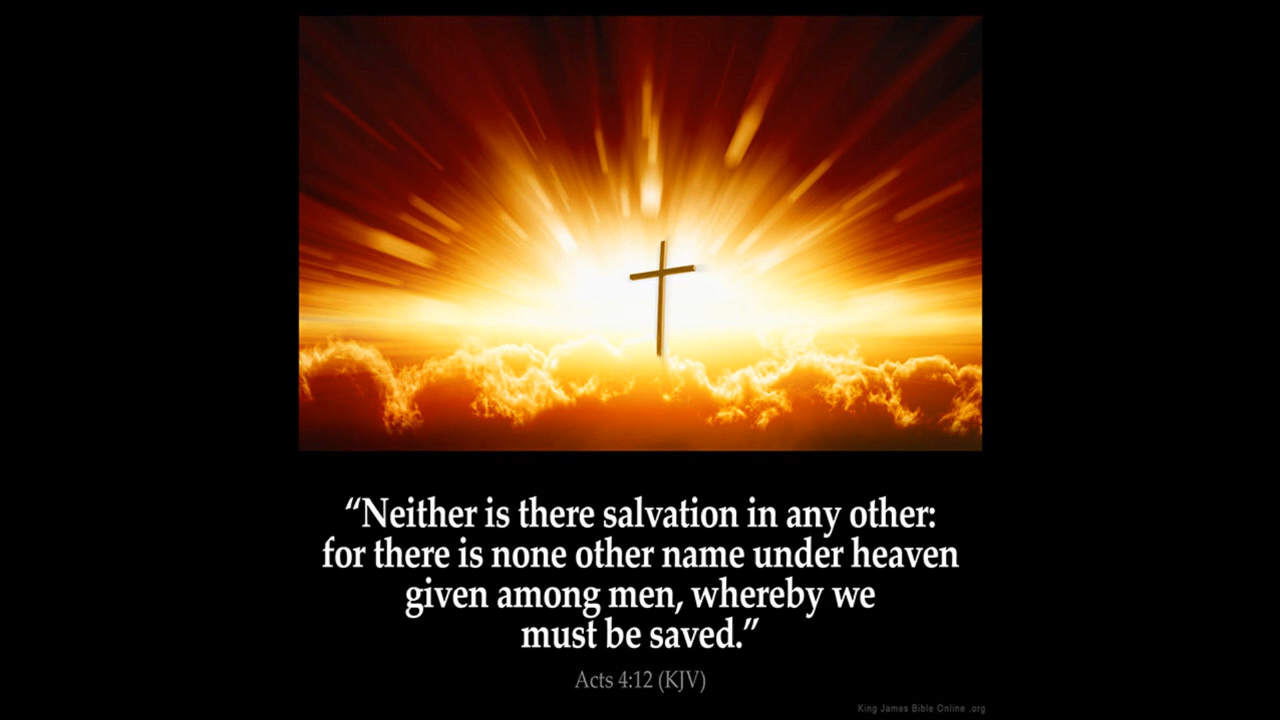 “Neither is there salvation in any other:
for there is none other name under heaven
given among men, whereby we
must be saved.”
Acts 4:12 (KJV)
King James Bible Online .org